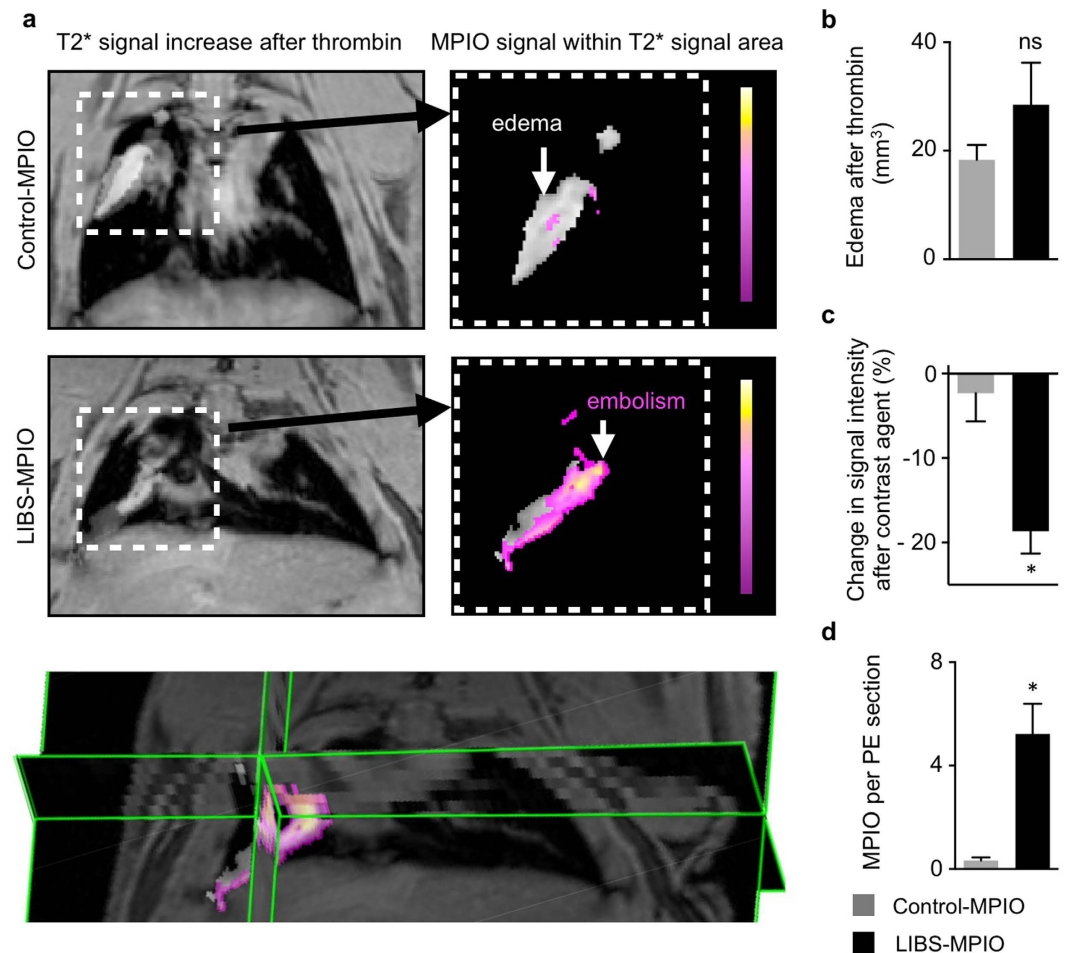 a
T2* signal increase after thrombin
MPIO signal within T2* signal area
Control-MPIO
edema
LIBS-MPIO
embolism
b
Edema after thrombin
(mm³)
40
20
0
ns
c
Change in signal intensity
after contrast agent (%)
0
-10
- 20
*
d
MPIO per PE section
8
4
0
*
Control-MPIO
LIBS-MPIO